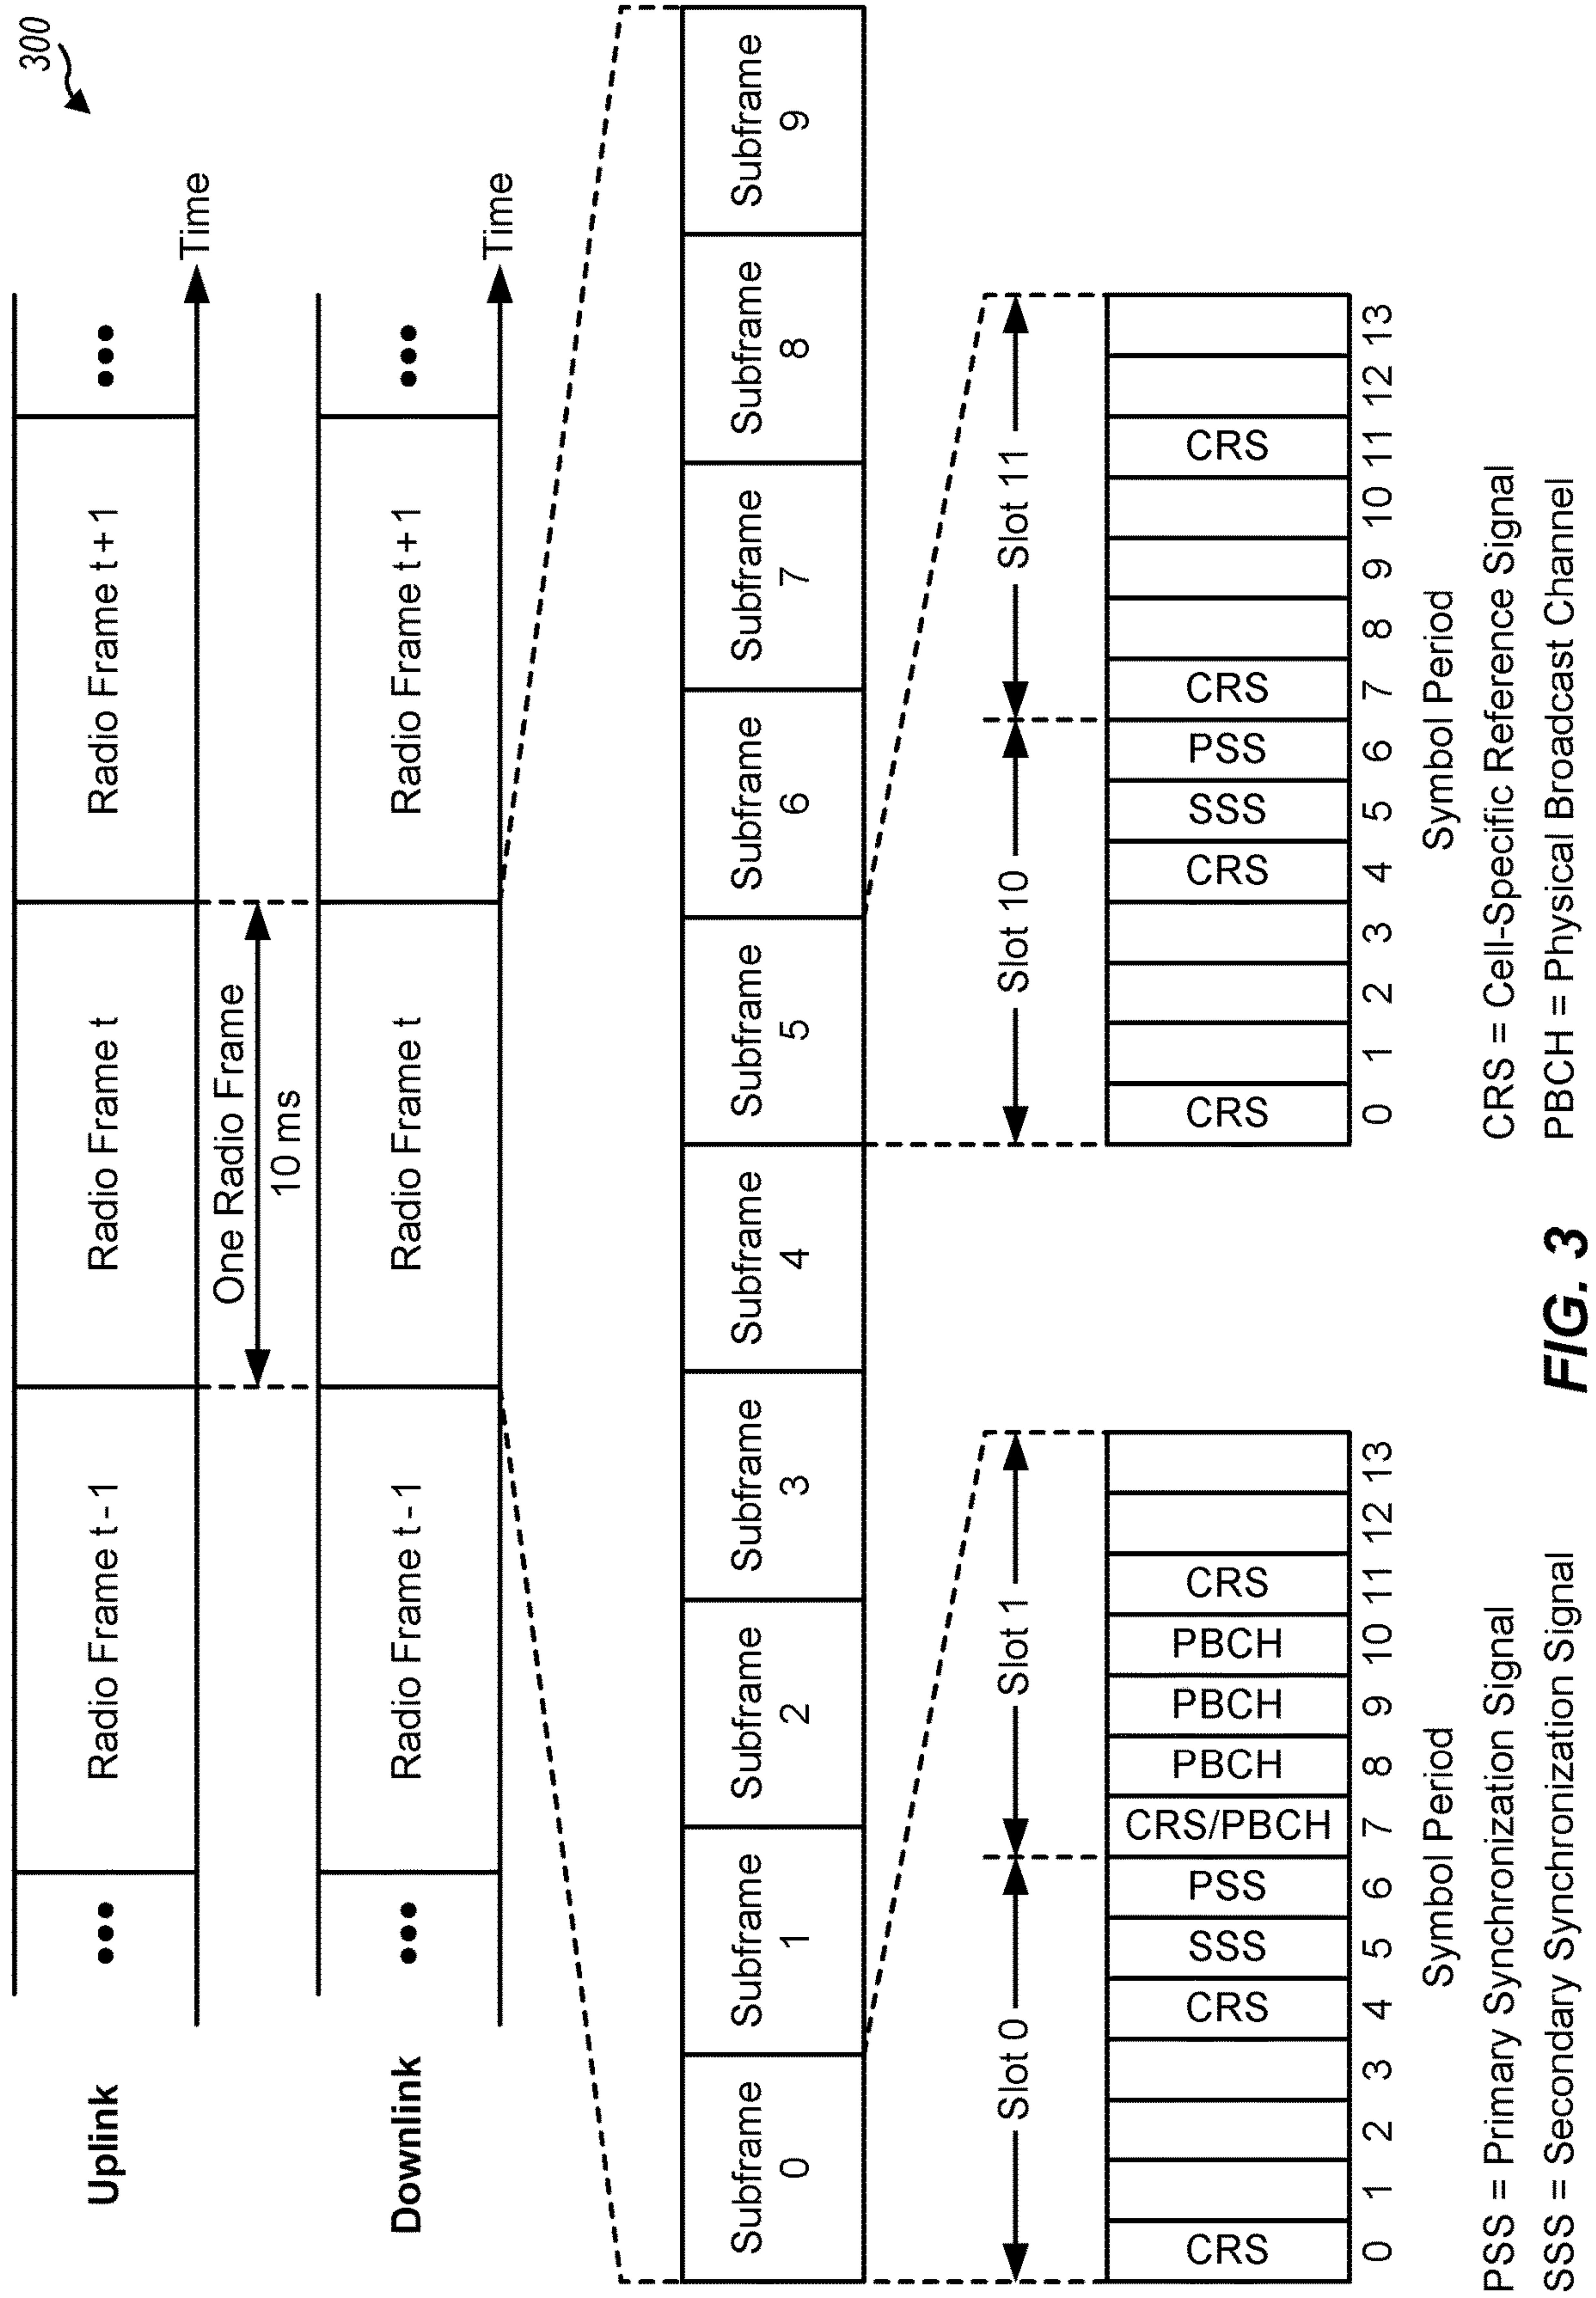 300
Uplink
••• Radio Frame t - 1 Radio Frame t Radio Frame t + 1 •••
Time
One Radio Frame
10 ms
Downlink
••• Radio Frame t - 1 Radio Frame t Radio Frame t + 1 •••
Time
Subframe Subframe Subframe Subframe Subframe Subframe Subframe Subframe Subframe Subframe
0 1 2 3 4 5 6 7 8 9
Slot 0 Slot 1
CRS CRS SSS PSS CRS/PBCH PBCH PBCH PBCH CRS
0 1 2 3 4 5 6 7 8 9 10 11 12 13
Symbol Period
Slot 10 Slot 11
CRS CRS SSS PSS CRS CRS
0 1 2 3 4 5 6 7 8 9 10 11 12 13
Symbol Period
PSS = Primary Synchronization Signal
SSS = Secondary Synchronization Signal
CRS = Cell-Specific Reference Signal
PBCH = Physical Broadcast Channel
FIG. 3